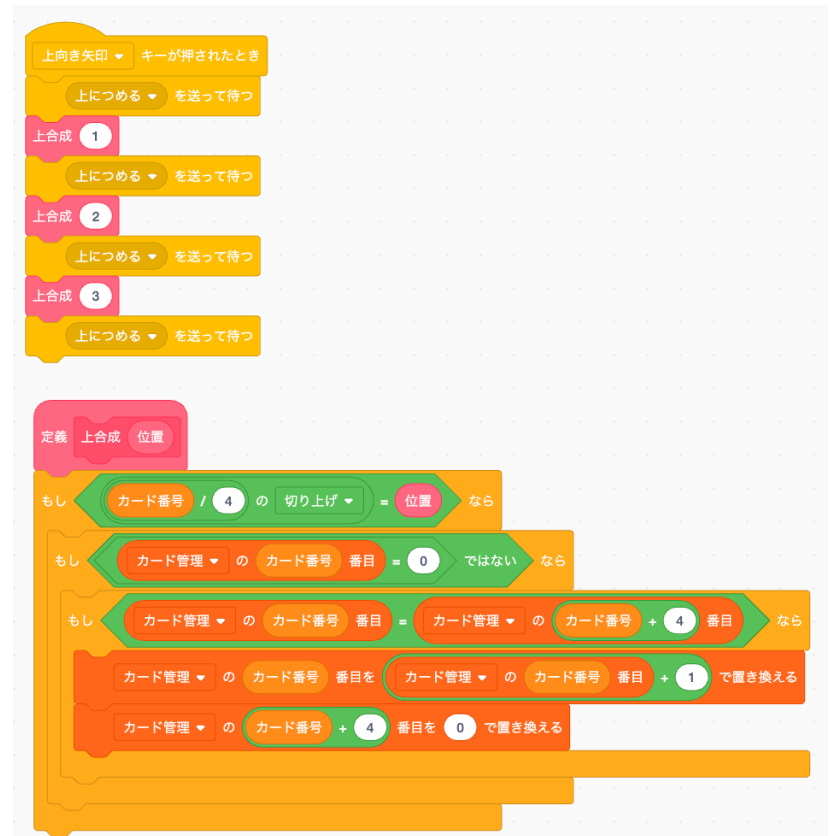 上向き矢印 キーが押されたとき
上につめる を送って待つ
上合成 1
上につめる を送って待つ
上合成 2
上につめる を送って待つ
上合成 3
上につめる を送って待つ
定義 上合成 位置
もし カード番号 / 4 の 切り上げ = 位置 なら
もし カード管理 の カード番号 番目 = 0 ではない なら
もし カード管理 の カード番号 番目 = カード管理 の カード番号 + 4 番目 なら
カード管理 の カード番号 番目を カード管理 の カード番号 番目 + 1 で置き換える
カード管理 の カード番号 + 4 番目を 0 で置き換える